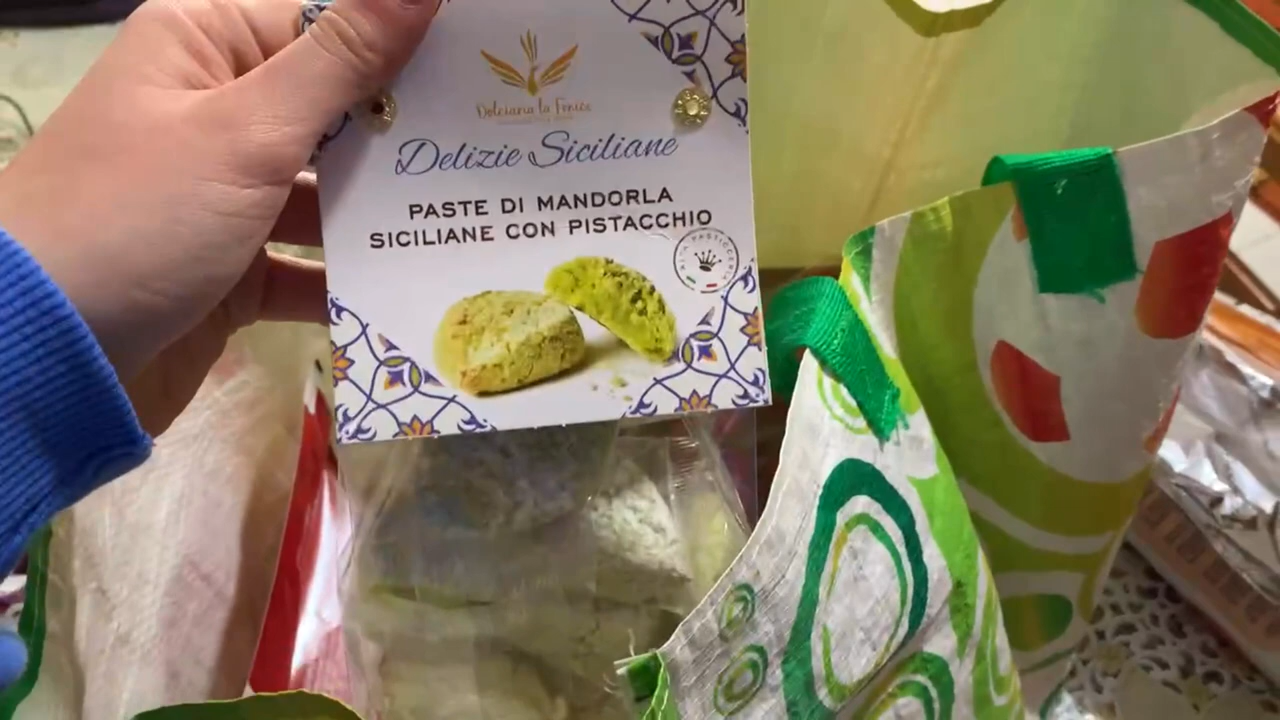 Dolciaria la Fenice
Delizie Siciliane
PASTE DI MANDORLA
SICILIANE CON PISTACCHIO